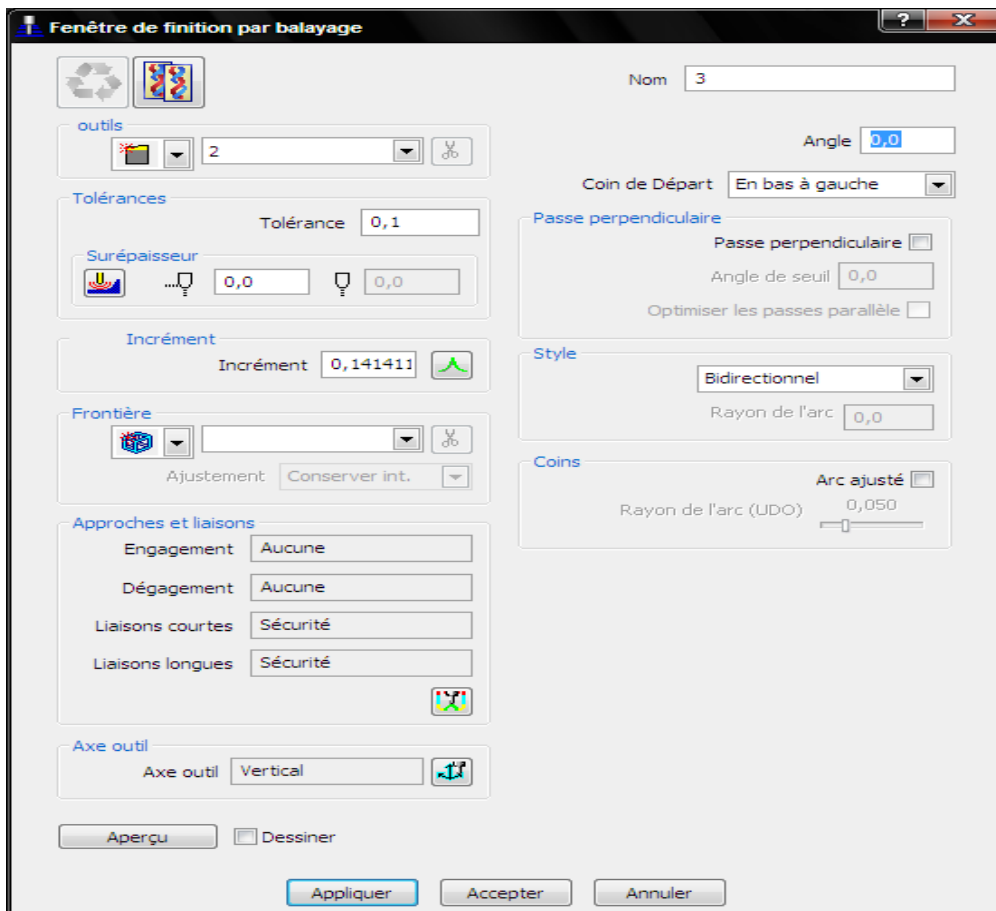 Fenêtre de finition par balayage
?
Nom 3
outils
2
Angle 0,0
Coin de Départ En bas à gauche
Tolérances
Tolérance 0,1
Surépaisseur
0,0 0,0
Passe perpendiculaire
Passe perpendiculaire
Angle de seuil 0,0
Optimiser les passes parallèle
Incrément
Incrément 0,141411
Style
Bidirectionnel
Rayon de l'arc 0,0
Frontière
Ajustement Conserver int.
Coins
Arc ajusté
Rayon de l'arc (UDO) 0,050
Approches et liaisons
Engagement Aucune
Dégagement Aucune
Liaisons courtes Sécurité
Liaisons longues Sécurité
Axe outil
Axe outil Vertical
Aperçu Dessiner
Appliquer Accepter Annuler